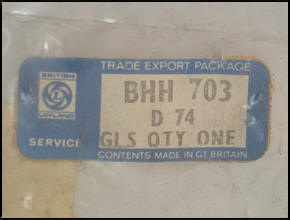 TRADE EXPORT PACKAGE
BRITISH
LEYLAND
BHH 703
D 74
SERVICE
GLS QTY ONE
CONTENTS MADE IN GT. BRITAIN